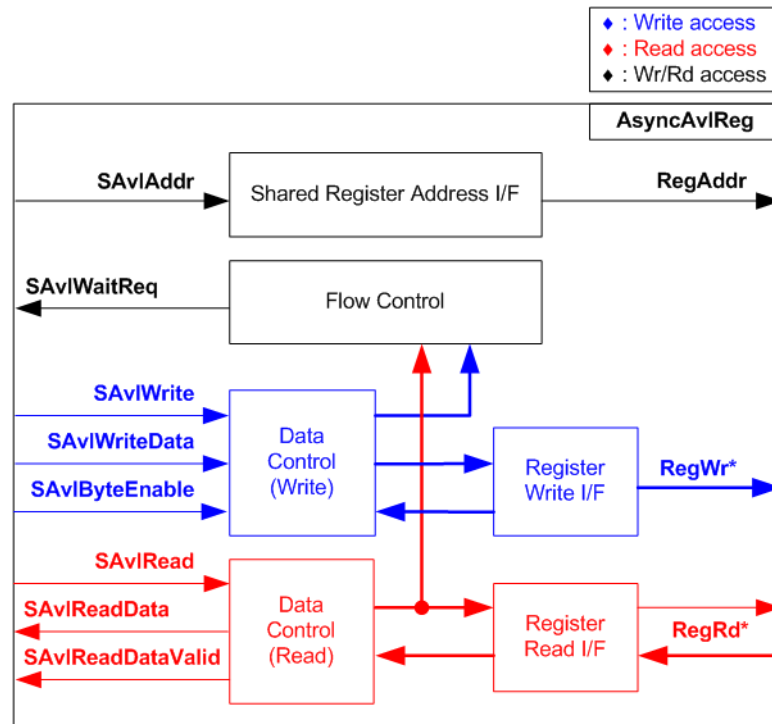 ♦ : Write access
♦ : Read access
♦ : Wr/Rd access
AsyncAvlReg
SAvlAddr
Shared Register Address I/F
RegAddr
SAvlWaitReq
Flow Control
SAvlWrite
SAvlWriteData
SAvlByteEnable
Data
Control
(Write)
Register
Write I/F
RegWr*
SAvlRead
SAvlReadData
SAvlReadDataValid
Data
Control
(Read)
Register
Read I/F
RegRd*